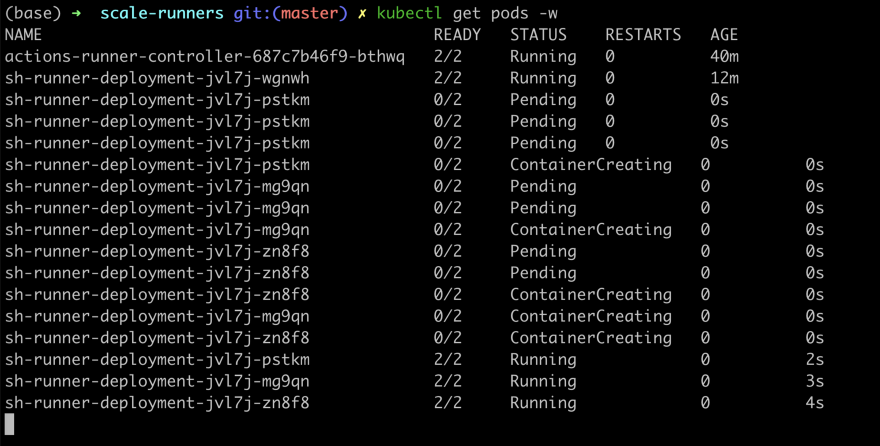 (base) ➜ scale-runners git:(master) ✗ kubectl get pods -w
NAME READY STATUS RESTARTS AGE
actions-runner-controller-687c7b46f9-bthwq 2/2 Running 0 40m
sh-runner-deployment-jvl7j-wgnwh 2/2 Running 0 12m
sh-runner-deployment-jvl7j-pstkm 0/2 Pending 0 0s
sh-runner-deployment-jvl7j-pstkm 0/2 Pending 0 0s
sh-runner-deployment-jvl7j-pstkm 0/2 Pending 0 0s
sh-runner-deployment-jvl7j-pstkm 0/2 ContainerCreating 0 0s
sh-runner-deployment-jvl7j-mg9qn 0/2 Pending 0 0s
sh-runner-deployment-jvl7j-mg9qn 0/2 Pending 0 0s
sh-runner-deployment-jvl7j-mg9qn 0/2 ContainerCreating 0 0s
sh-runner-deployment-jvl7j-zn8f8 0/2 Pending 0 0s
sh-runner-deployment-jvl7j-zn8f8 0/2 Pending 0 0s
sh-runner-deployment-jvl7j-zn8f8 0/2 ContainerCreating 0 0s
sh-runner-deployment-jvl7j-mg9qn 0/2 ContainerCreating 0 0s
sh-runner-deployment-jvl7j-zn8f8 0/2 ContainerCreating 0 0s
sh-runner-deployment-jvl7j-pstkm 2/2 Running 0 2s
sh-runner-deployment-jvl7j-mg9qn 2/2 Running 0 3s
sh-runner-deployment-jvl7j-zn8f8 2/2 Running 0 4s